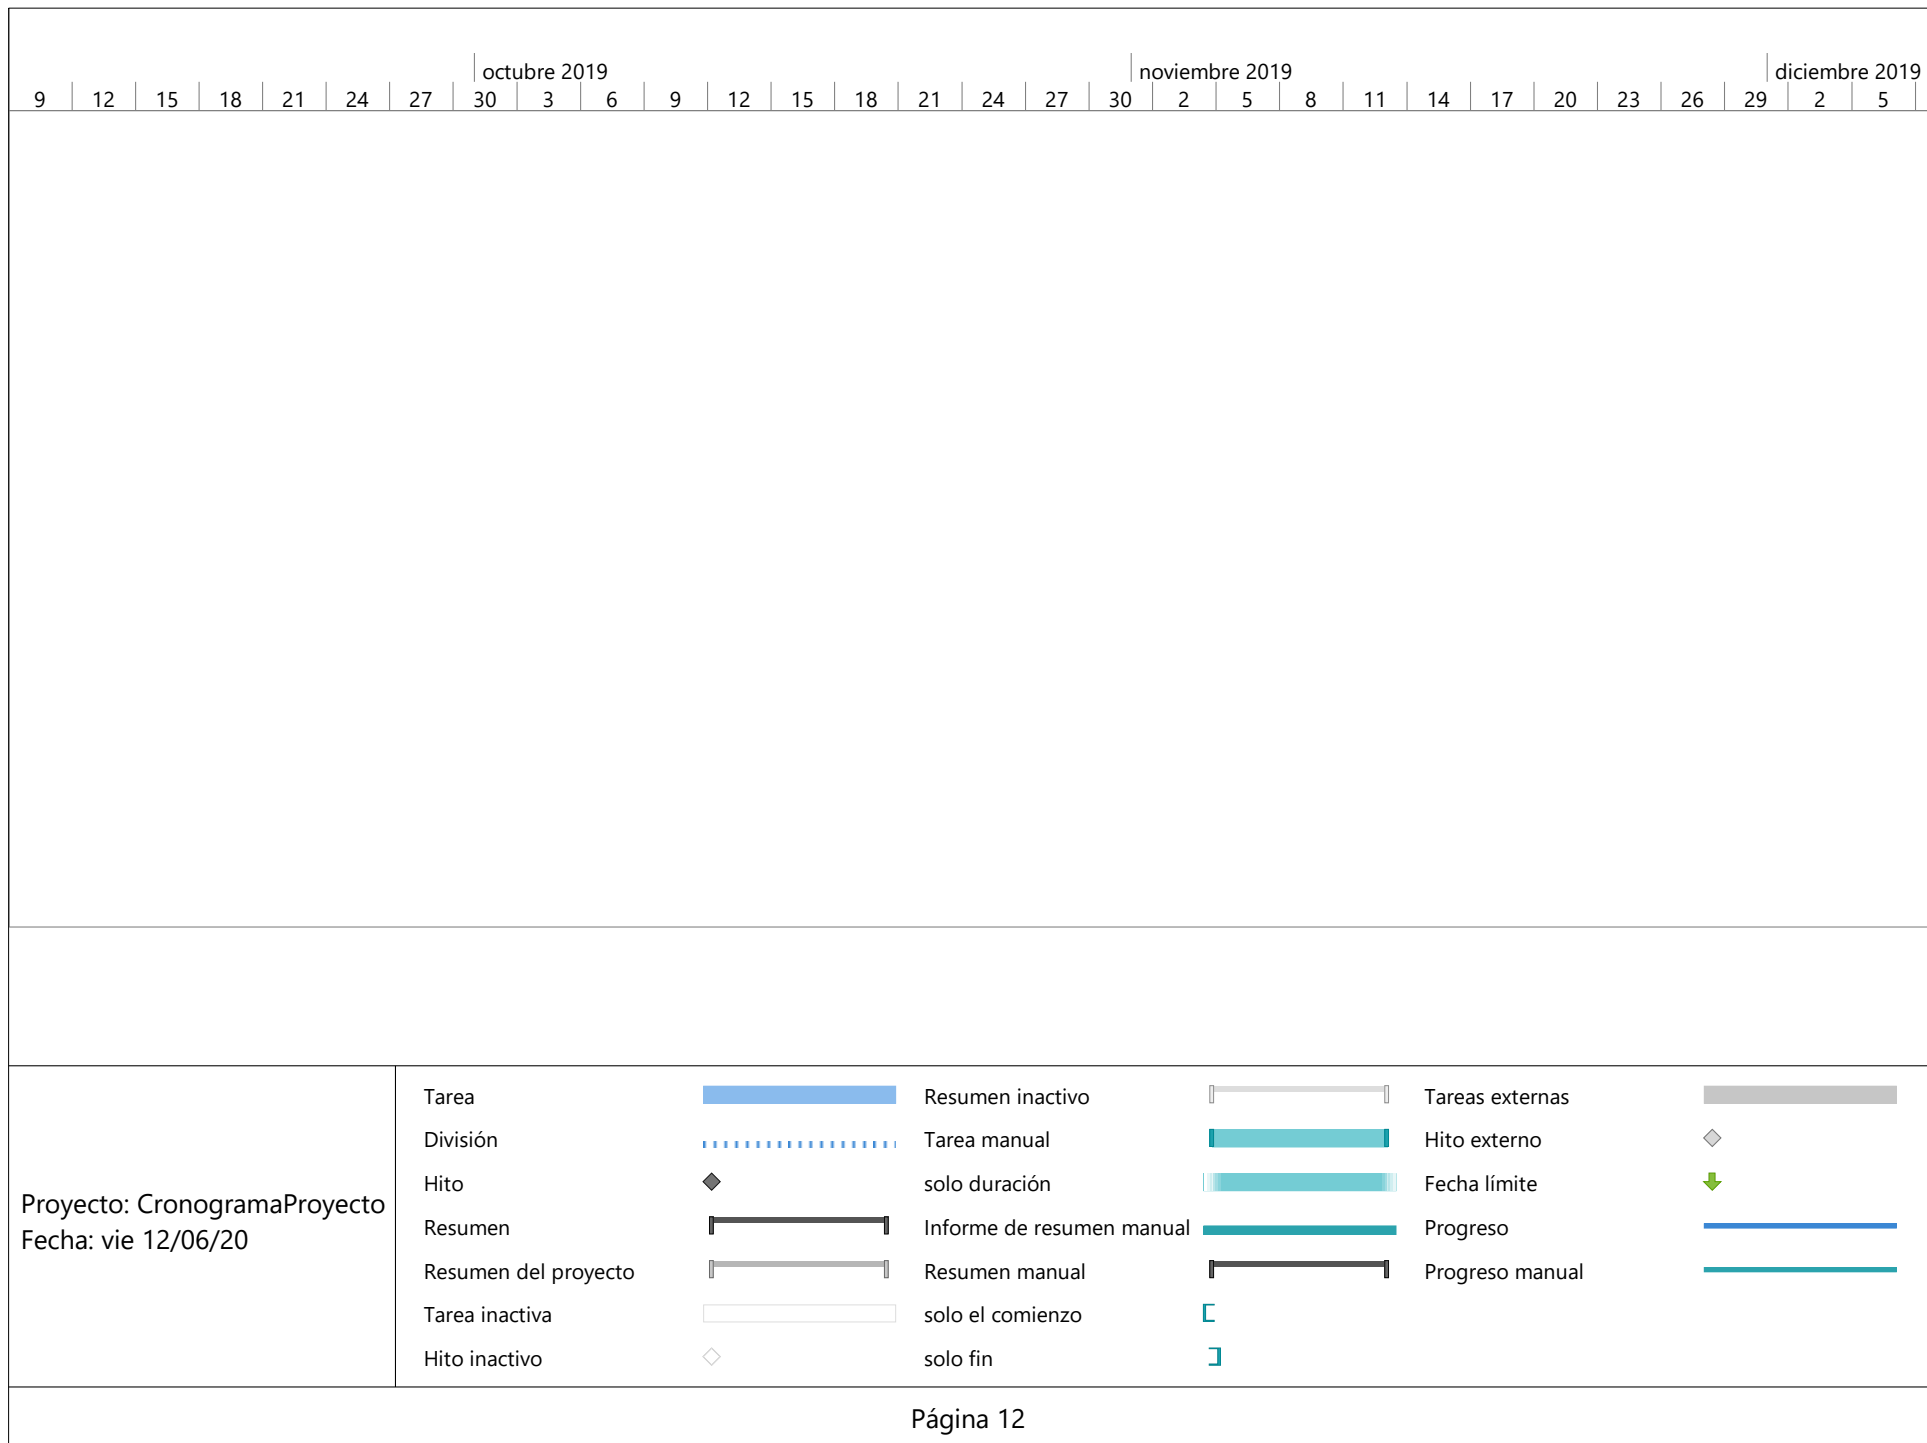 octubre 2019 noviembre 2019 diciembre 2019
9 12 15 18 21 24 27 30 3 6 9 12 15 18 21 24 27 30 2 5 8 11 14 17 20 23 26 29 2 5
Proyecto: CronogramaProyecto
Fecha: vie 12/06/20
Tarea
División
Hito
Resumen
Resumen del proyecto
Tarea inactiva
Hito inactivo
Resumen inactivo
Tarea manual
solo duración
Informe de resumen manual
Resumen manual
solo el comienzo
solo fin
Tareas externas
Hito externo
Fecha límite
Progreso
Progreso manual
Página 12